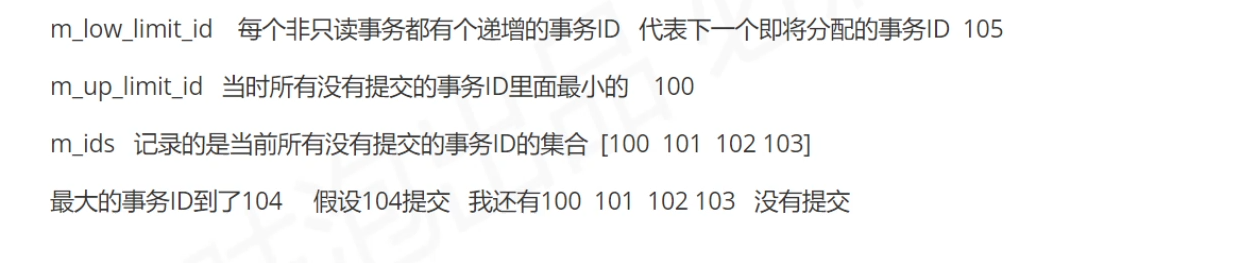 m_low_limit_id 每个非只读事务都有个递增的事务ID 代表下一个即将分配的事务ID 105
m_up_limit_id 当时所有没有提交的事务ID里面最小的 100
m_ids 记录的是当前所有没有提交的事务ID的集合 [100 101 102 103]
最大的事务ID到了104 假设104提交 我还有100 101 102 103 没有提交